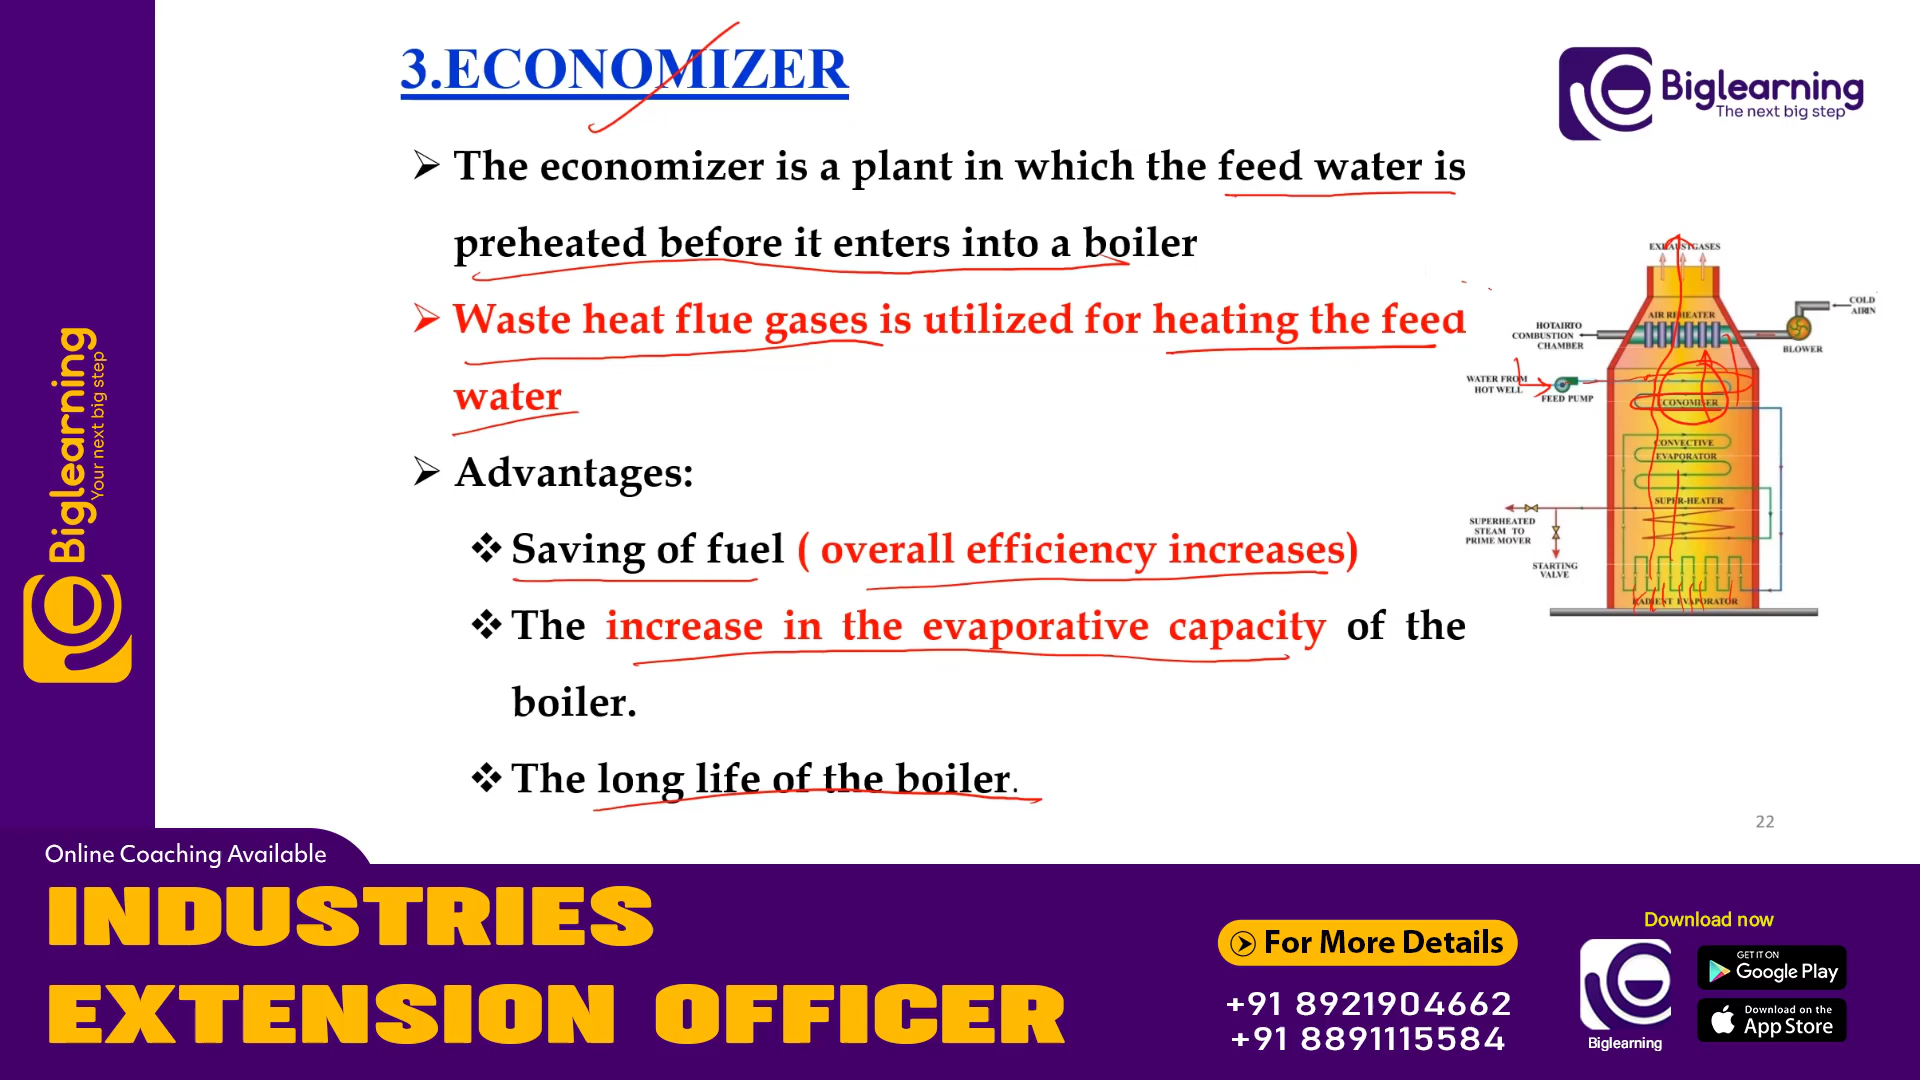 3.ECONOMIZER
Biglearning
The next big step
➢ The economizer is a plant in which the feed water is
preheated before it enters into a boiler
➢ Waste heat flue gases is utilized for heating the feed
water
➢ Advantages:
❖ Saving of fuel ( overall efficiency increases)
❖ The increase in the evaporative capacity of the
boiler.
❖ The long life of the boiler.
EXHAUST GASES
AIR REHEATER
COLD
AIR IN
HOT AIR TO
COMBUSTION
CHAMBER
BLOWER
WATER FROM
HOT WELL
FEED PUMP
ECONOMISER
CONVECTIVE
EVAPORATOR
SUPER-HEATER
SUPERHEATED
STEAM TO
PRIME MOVER
STARTING
VALVE
RADIENT EVAPORATOR
22
Biglearning
Your next big step
Online Coaching Available
INDUSTRIES
EXTENSION OFFICER
For More Details
+91 8921904662
+91 8891115584
Download now
Biglearning
GET IT ON
Google Play
Download on the
App Store